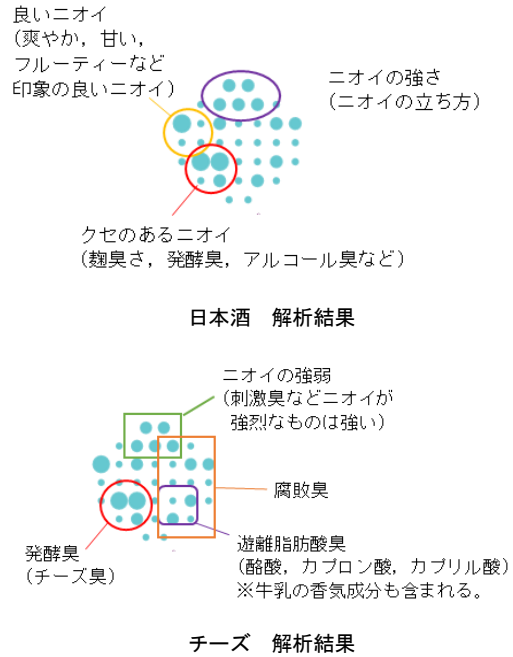 良いニオイ
(爽やか，甘い，
フルーティーなど
印象の良いニオイ)
ニオイの強さ
(ニオイの立ち方)
クセのあるニオイ
(麹臭さ，発酵臭，アルコール臭など)
日本酒　解析結果
ニオイの強弱
(刺激臭などニオイが
強烈なものは強い)
腐敗臭
遊離脂肪酸臭
(酪酸，カプロン酸，カプリル酸)
※牛乳の香気成分も含まれる。
発酵臭
(チーズ臭)
チーズ　解析結果